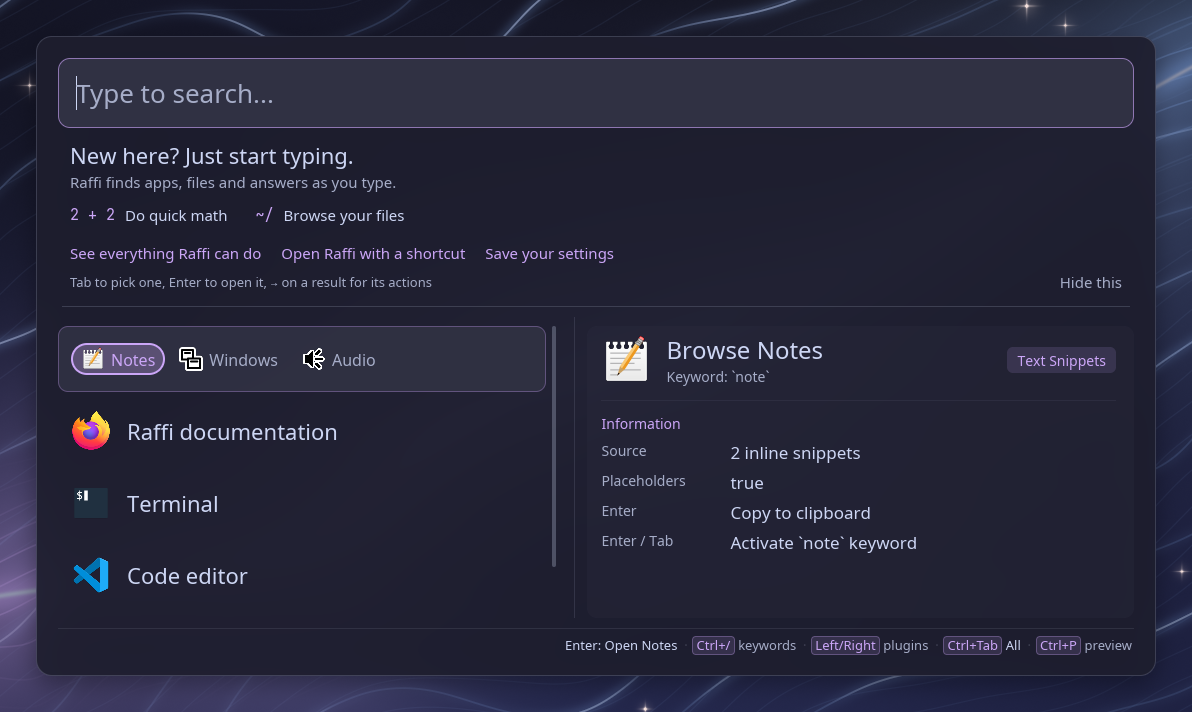 Type to search...
New here? Just start typing.
Raffi finds apps, files and answers as you type.
2 + 2 Do quick math ~/ Browse your files
See everything Raffi can do Open Raffi with a shortcut Save your settings
Tab to pick one, Enter to open it, → on a result for its actions Hide this
Notes Windows Audio
Raffi documentation
$ Terminal
Code editor
Browse Notes
Keyword: `note`
Text Snippets
Information
Source 2 inline snippets
Placeholders true
Enter Copy to clipboard
Enter / Tab Activate `note` keyword
Enter: Open Notes · Ctrl+/ keywords · Left/Right plugins · Ctrl+Tab All · Ctrl+P preview